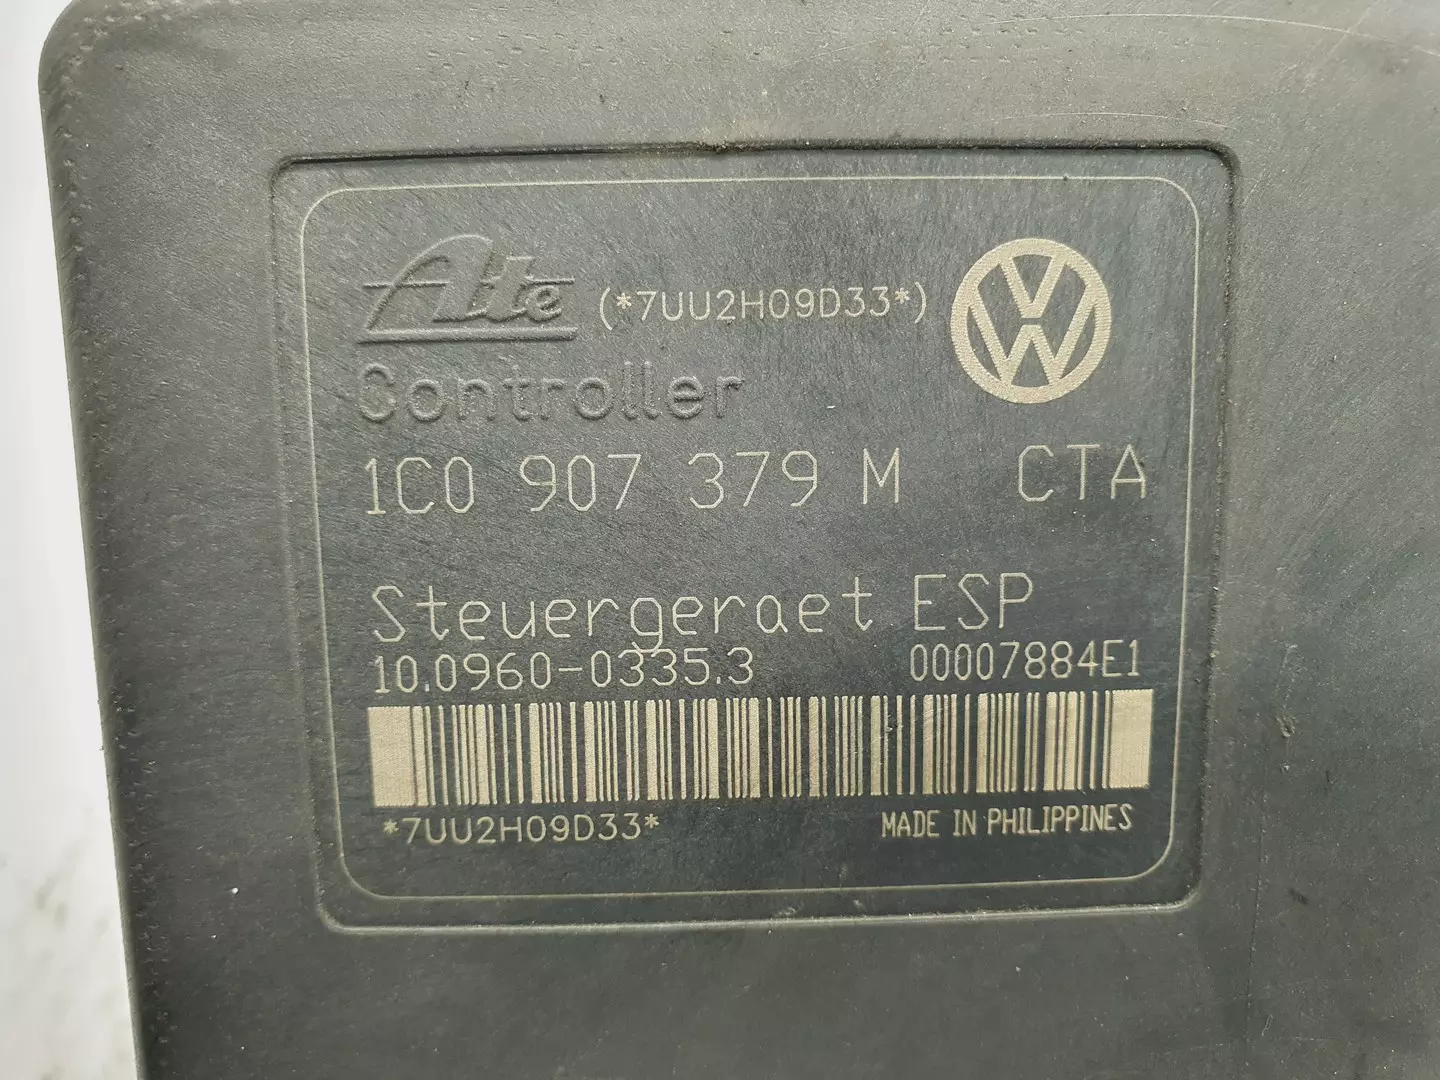 Ate (*7UU2H09D33*)
Controller
1C0 907 379 M CTA
Steuergeraet ESP
10.0960-0335.3 00007884E1
*7UU2H09D33* MADE IN PHILIPPINES